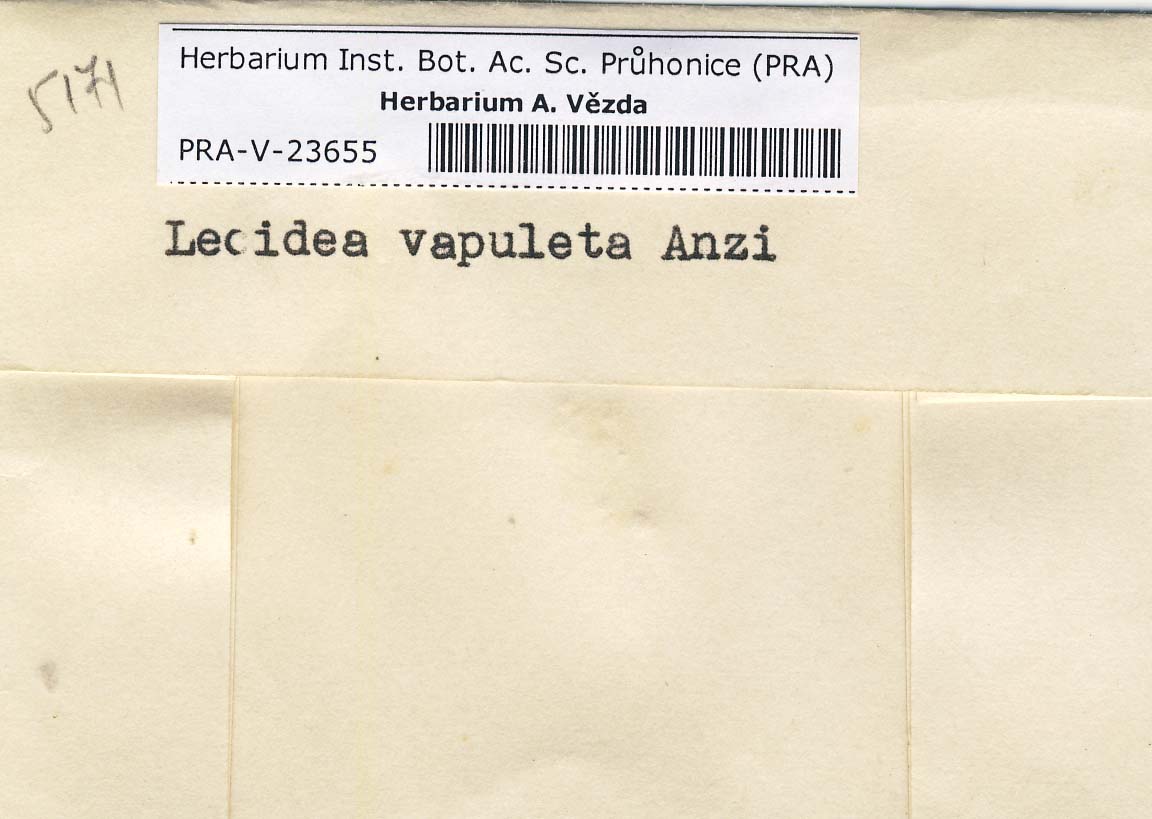 5171
Herbarium Inst. Bot. Ac. Sc. Průhonice (PRA)
Herbarium A. Vězda
PRA-V-23655
Lecidea vapuleta Anzi